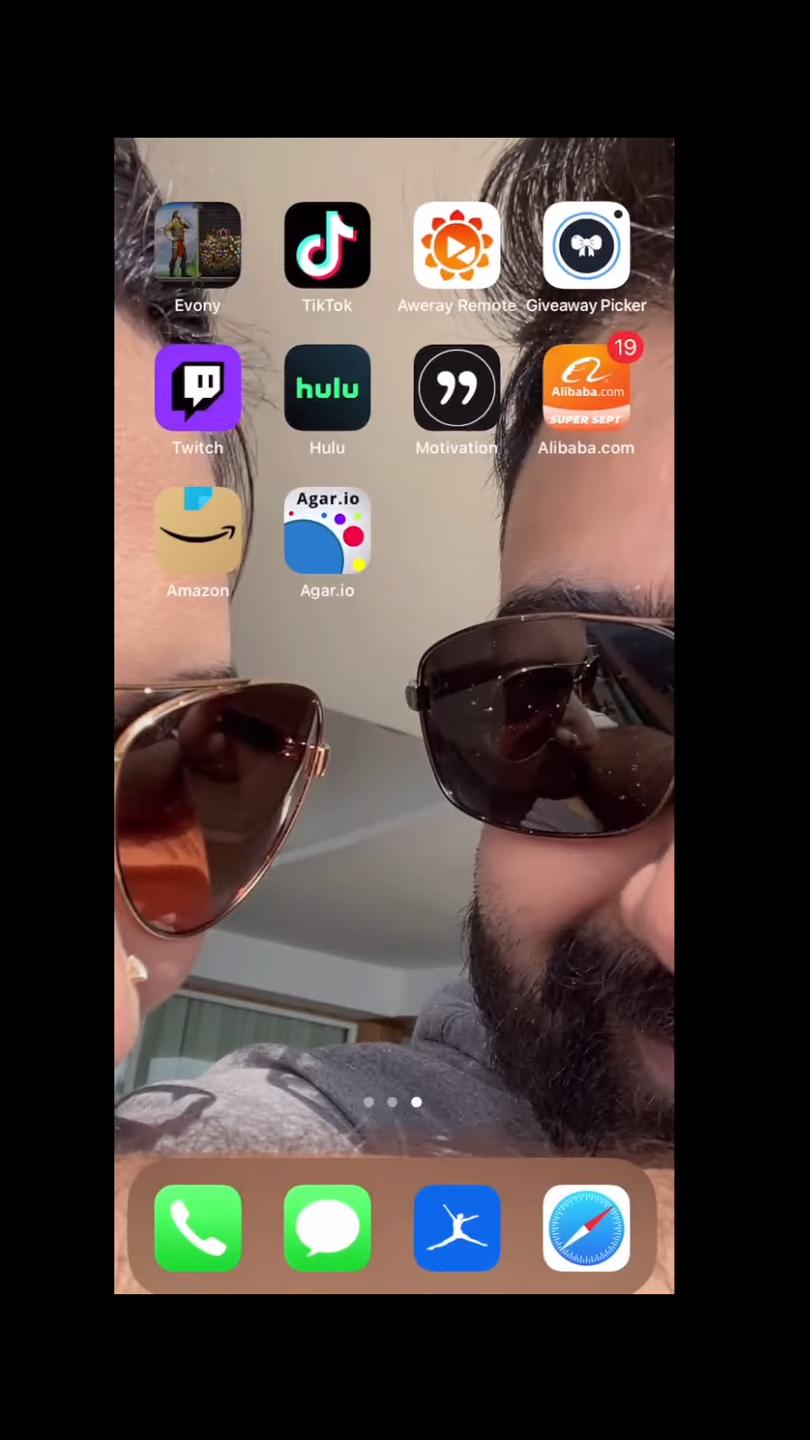 Evony
TikTok
Aweray Remote
Giveaway Picker
Twitch
hulu
Hulu
Motivation
19
Alibaba.com
SUPER SEPT
Alibaba.com
Amazon
Agar.io
Agar.io